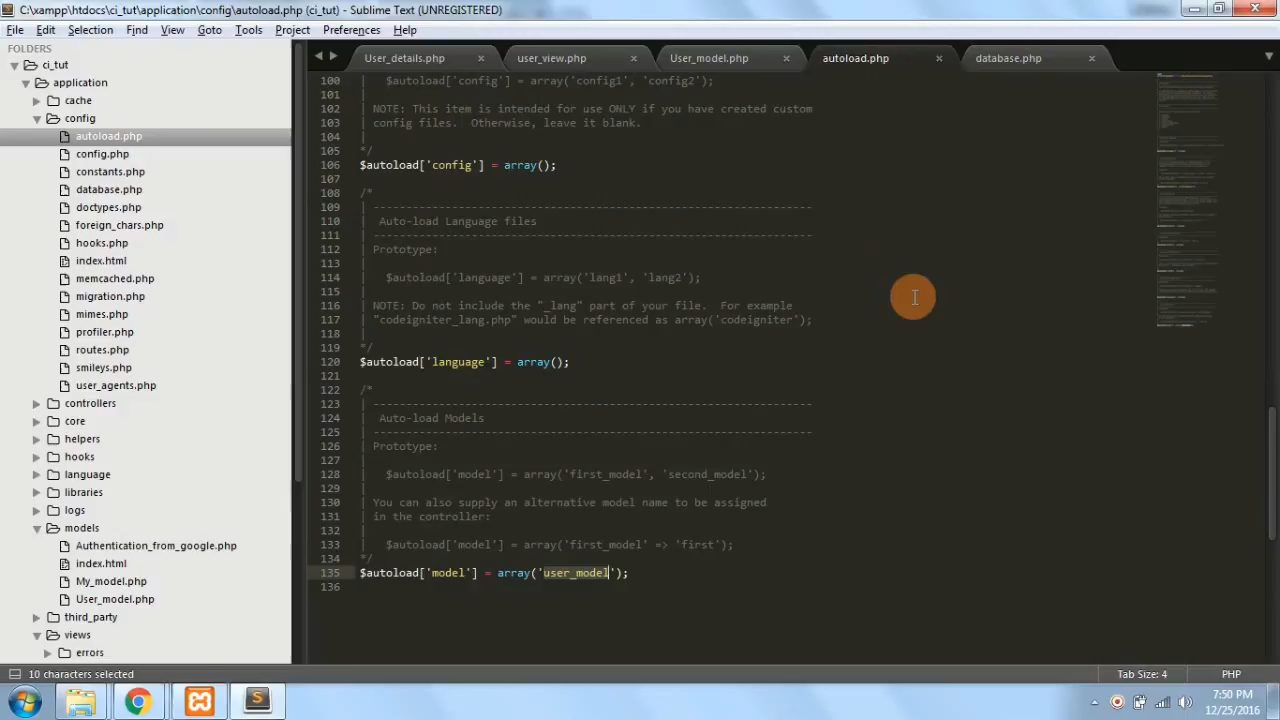 C:\xampp\htdocs\ci_tut\application\config\autoload.php (ci_tut) - Sublime Text (UNREGISTERED)
File Edit Selection Find View Goto Tools Project Preferences Help
FOLDERS
ci_tut
application
cache
config
autoload.php
config.php
constants.php
database.php
doctypes.php
foreign_chars.php
hooks.php
index.html
memcached.php
migration.php
mimes.php
profiler.php
routes.php
smileys.php
user_agents.php
controllers
core
helpers
hooks
language
libraries
logs
models
Authentication_from_google.php
index.html
My_model.php
User_model.php
third_party
views
errors
User_details.php user_view.php User_model.php autoload.php database.php
100 | $autoload['config'] = array('config1', 'config2');
101 |
102 | NOTE: This item is intended for use ONLY if you have created custom
103 | config files.  Otherwise, leave it blank.
104 |
105 */
106 $autoload['config'] = array();
107
108 /*
109 | -------------------------------------------------------------------
110 |  Auto-load Language files
111 | -------------------------------------------------------------------
112 | Prototype:
113 |
114 |  $autoload['language'] = array('lang1', 'lang2');
115 |
116 | NOTE: Do not include the "_lang" part of your file.  For example
117 | "codeigniter_lang.php" would be referenced as array('codeigniter');
118 |
119 */
120 $autoload['language'] = array();
121
122 /*
123 | -------------------------------------------------------------------
124 |  Auto-load Models
125 | -------------------------------------------------------------------
126 | Prototype:
127 |
128 |  $autoload['model'] = array('first_model', 'second_model');
129 |
130 | You can also supply an alternative model name to be assigned
131 | in the controller:
132 |
133 |  $autoload['model'] = array('first_model' => 'first');
134 */
135 $autoload['model'] = array('user_model');
136
10 characters selected Tab Size: 4 PHP
7:50 PM
12/25/2016